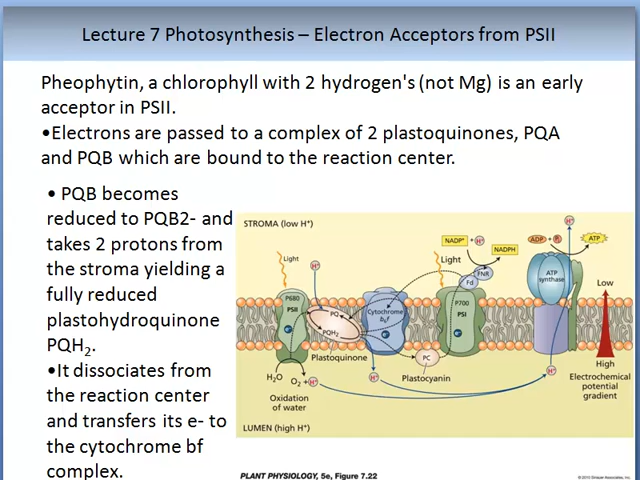 Lecture 7 Photosynthesis – Electron Acceptors from PSII
Pheophytin, a chlorophyll with 2 hydrogen's (not Mg) is an early
acceptor in PSII.
•Electrons are passed to a complex of 2 plastoquinones, PQA
and PQB which are bound to the reaction center.
• PQB becomes
reduced to PQB2- and
takes 2 protons from
the stroma yielding a
fully reduced
plastohydroquinone
PQH2.
•It dissociates from
the reaction center
and transfers its e- to
the cytochrome bf
complex.
STROMA (low H+)
Light
H+
P680
PSII
e-
PQ
PQH2
Plastoquinone
Cytochrome
b6f
e-
Light
NADP+ + H+
NADPH
FNR
Fd
P700
PSI
e-
PC
Plastocyanin
H+
ADP + Pi
ATP
ATP
synthase
Low
High
Electrochemical
potential
gradient
H2O
O2 + H+
H+
H+
Oxidation
of water
LUMEN (high H+)
PLANT PHYSIOLOGY, 5e, Figure 7.22
© 2010 Sinauer Associates, Inc.